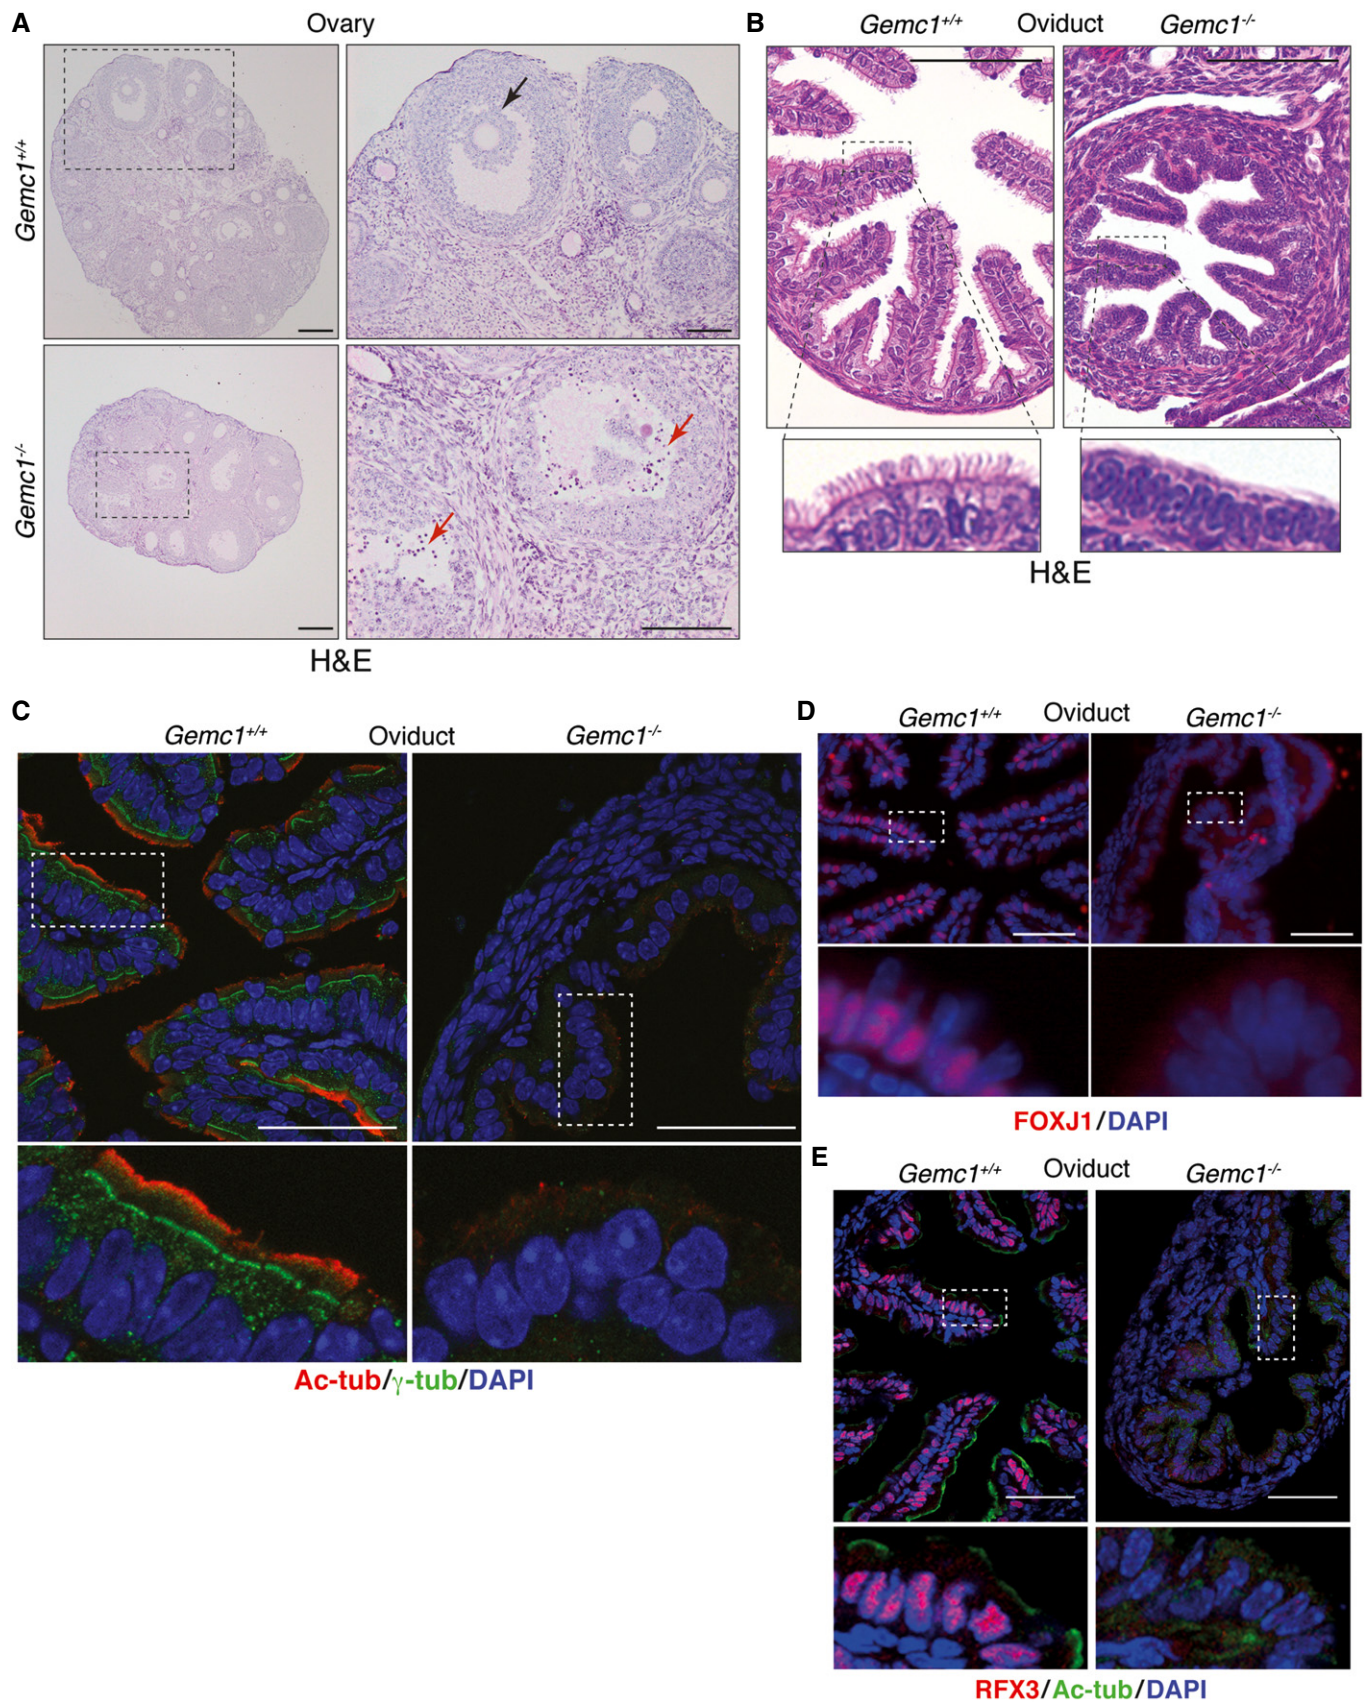 A
Ovary
Gemc1+/+
Gemc1-/-
H&E
B
Gemc1+/+ Oviduct Gemc1-/-
H&E
C
Gemc1+/+ Oviduct Gemc1-/-
Ac-tub/γ-tub/DAPI
D
Gemc1+/+ Oviduct Gemc1-/-
FOXJ1/DAPI
E
Gemc1+/+ Oviduct Gemc1-/-
RFX3/Ac-tub/DAPI